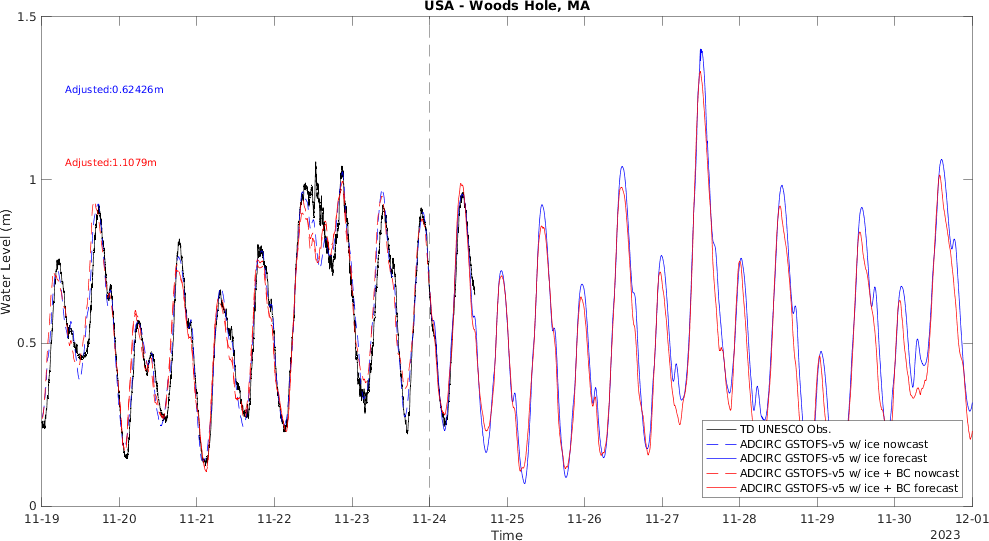 USA - Woods Hole, MA
1.5
Adjusted:0.62426m
Adjusted:1.1079m
1
Water Level (m)
0.5
0
TD UNESCO Obs.
ADCIRC GSTOFS-v5 w/ ice nowcast
ADCIRC GSTOFS-v5 w/ ice forecast
ADCIRC GSTOFS-v5 w/ ice + BC nowcast
ADCIRC GSTOFS-v5 w/ ice + BC forecast
11-19 11-20 11-21 11-22 11-23 11-24 11-25 11-26 11-27 11-28 11-29 11-30 12-01
Time
2023